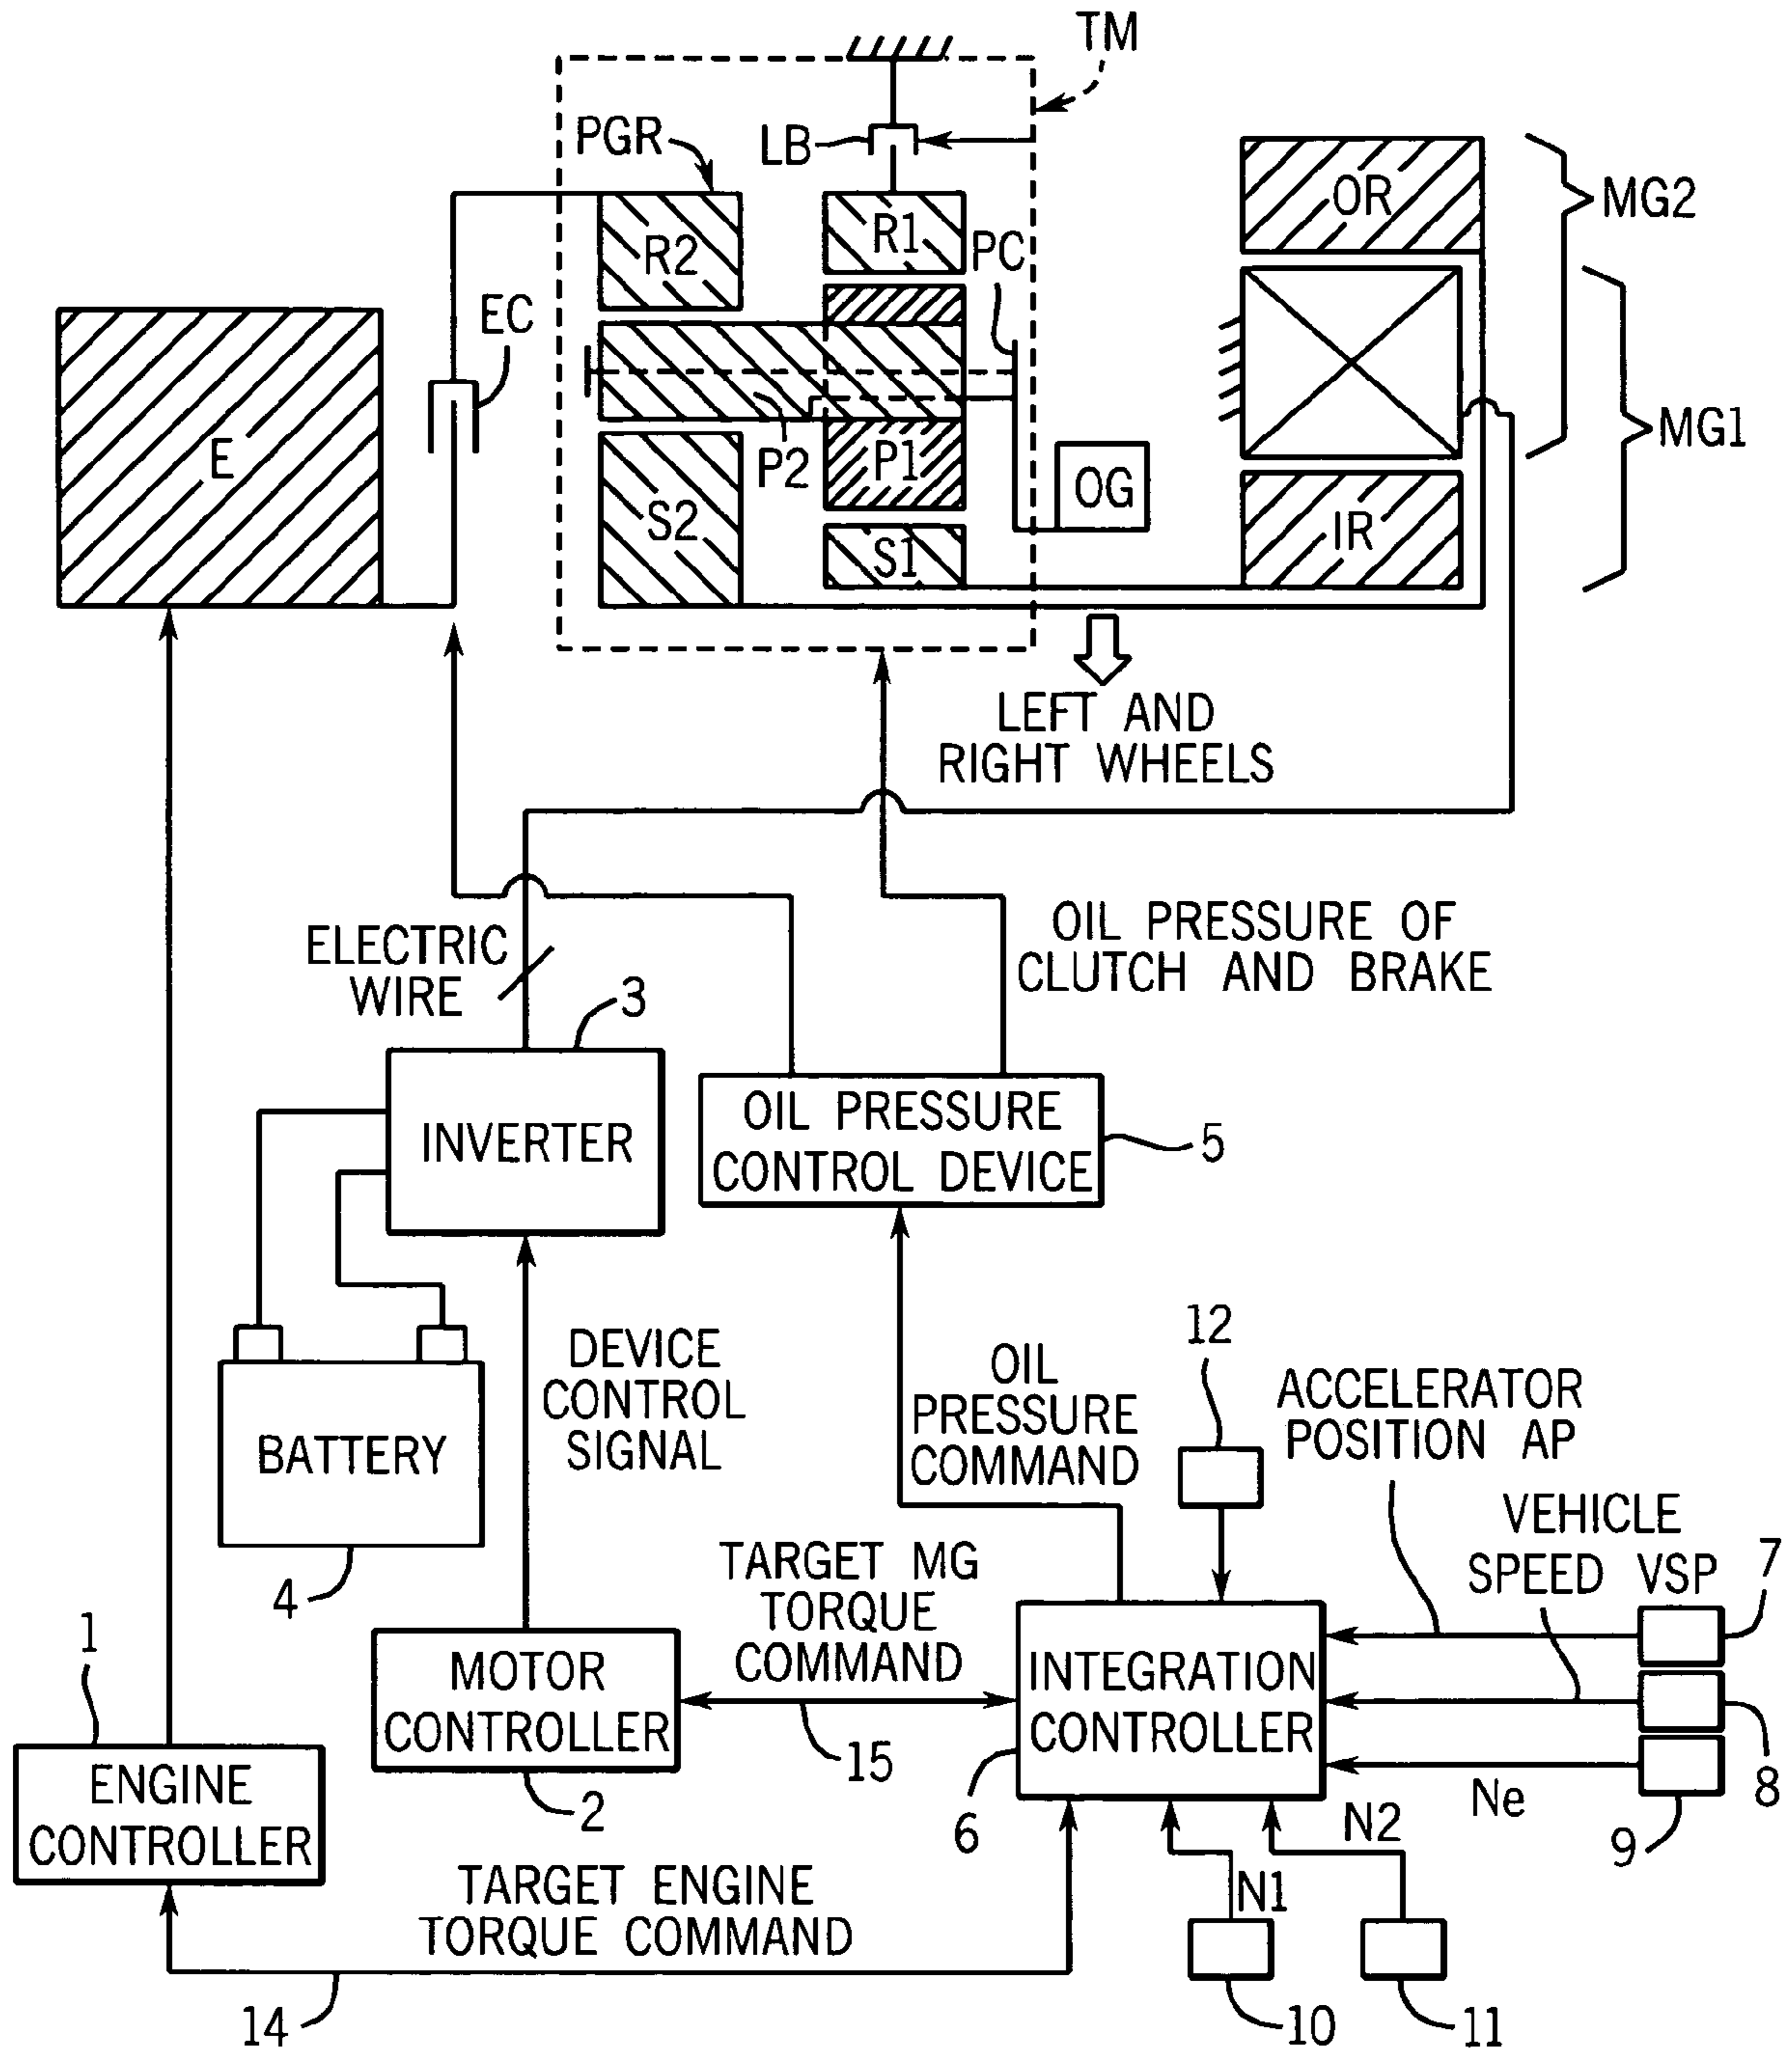 TM
PGR
LB
OR
MG2
R2
R1
PC
EC
MG1
E
P2
P1
OG
S2
S1
IR
LEFT AND
RIGHT WHEELS
ELECTRIC
WIRE
OIL PRESSURE OF
CLUTCH AND BRAKE
3
INVERTER
OIL PRESSURE
CONTROL DEVICE
5
BATTERY
4
DEVICE
CONTROL
SIGNAL
OIL
PRESSURE
COMMAND
12
ACCELERATOR
POSITION AP
VEHICLE
SPEED VSP
7
TARGET MG
TORQUE
COMMAND
1
MOTOR
CONTROLLER
2
15
INTEGRATION
CONTROLLER
6
8
Ne
9
ENGINE
CONTROLLER
N2
N1
TARGET ENGINE
TORQUE COMMAND
14
10
11